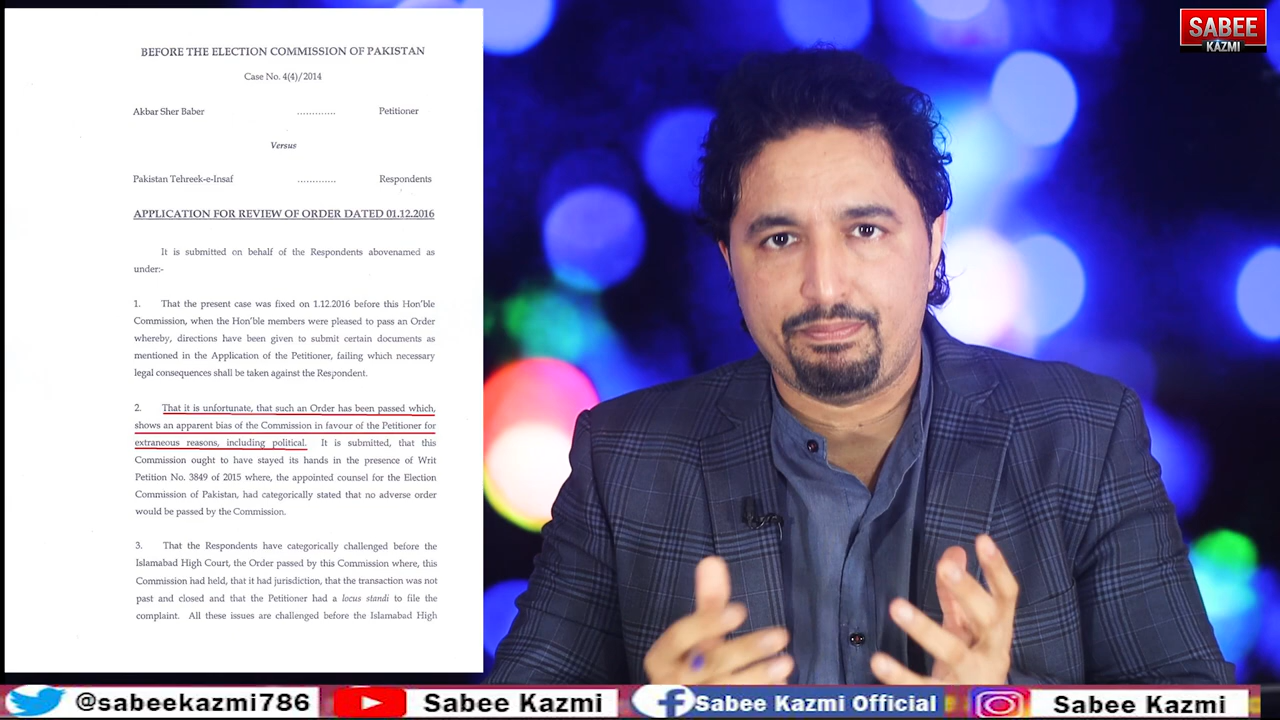 BEFORE THE ELECTION COMMISSION OF PAKISTAN
Case No. 4(4)/2014
Akbar Sher Baber ............. Petitioner
Versus
Pakistan Tehreek-e-Insaf ............. Respondents
APPLICATION FOR REVIEW OF ORDER DATED 01.12.2016
It is submitted on behalf of the Respondents abovenamed as
under:-
1. That the present case was fixed on 1.12.2016 before this Hon'ble
Commission, when the Hon'ble members were pleased to pass an Order
whereby, directions have been given to submit certain documents as
mentioned in the Application of the Petitioner, failing which necessary
legal consequences shall be taken against the Respondent.
2. That it is unfortunate, that such an Order has been passed which,
shows an apparent bias of the Commission in favour of the Petitioner for
extraneous reasons, including political. It is submitted, that this
Commission ought to have stayed its hands in the presence of Writ
Petition No. 3849 of 2015 where, the appointed counsel for the Election
Commission of Pakistan, had categorically stated that no adverse order
would be passed by the Commission.
3. That the Respondents have categorically challenged before the
Islamabad High Court, the Order passed by this Commission where, this
Commission had held, that it had jurisdiction, that the transaction was not
past and closed and that the Petitioner had a locus standi to file the
complaint. All these issues are challenged before the Islamabad High
SABEE
KAZMI
@sabeekazmi786
Sabee Kazmi
Sabee Kazmi Official
Sabee Kazmi